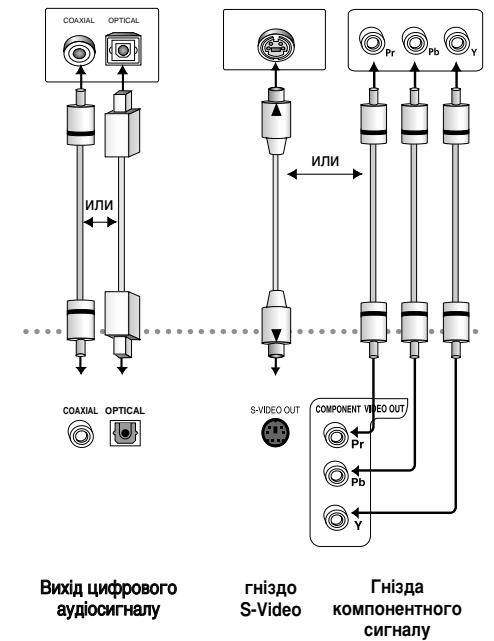 COAXIAL
OPTICAL
Pr
Pb
Y
ИЛИ
ИЛИ
COAXIAL
OPTICAL
S-VIDEO OUT
COMPONENT VIDEO OUT
Pr
Pb
Y
Вихід цифрового
аудіосигналу
гніздо
S-Video
Гнізда
компонентного
сигналу